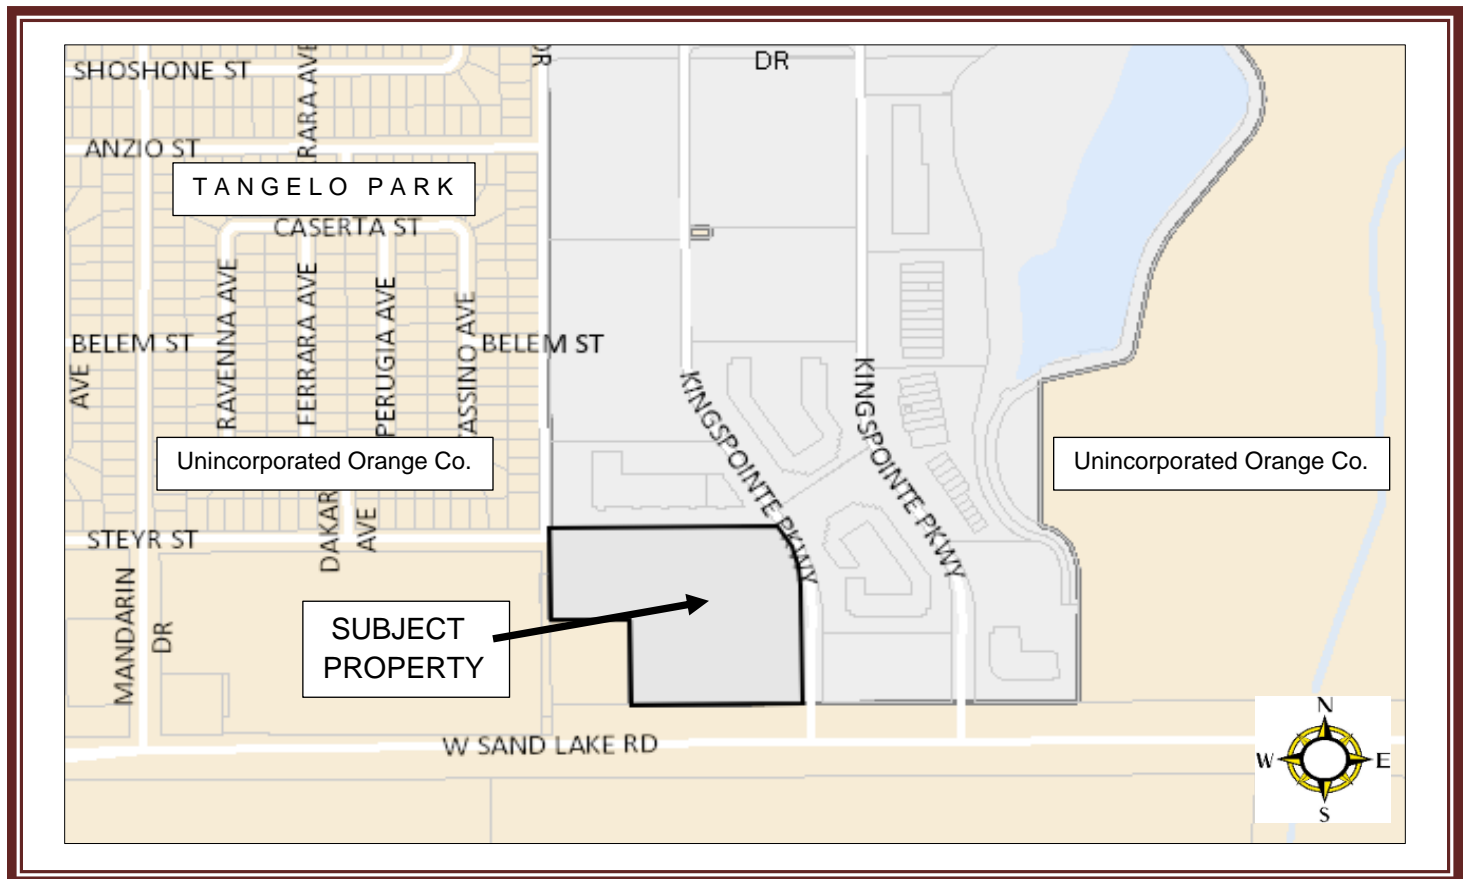 DR
DR
SHOSHONE ST
RARA AVE
ANZIO ST
TANGELO PARK
CASERTA ST
RAVENNA AVE
FERRARA AVE
PERUGIA AVE
ASSINO AVE
BELEM ST
BELEM ST
AVE
KINGSPOINTE PKWY
KINGSPOINTE PKWY
Unincorporated Orange Co.
Unincorporated Orange Co.
STEYR ST
DAKAR
AVE
MANDARIN
DR
SUBJECT
PROPERTY
W SAND LAKE RD
N
W
E
S